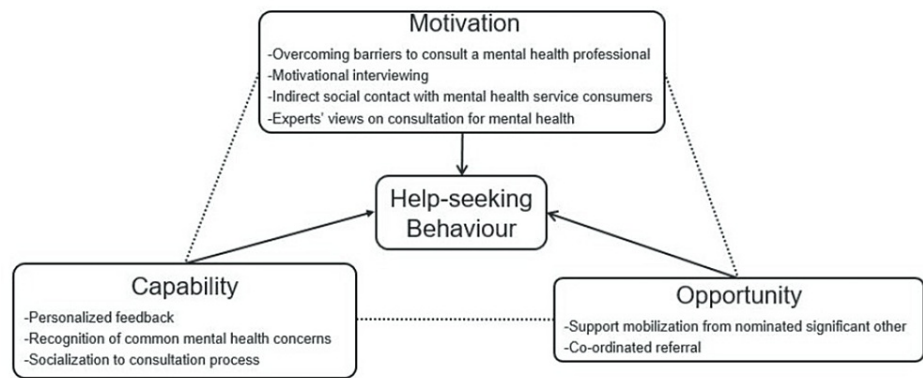 Motivation
-Overcoming barriers to consult a mental health professional
-Motivational interviewing
-Indirect social contact with mental health service consumers
-Experts' views on consultation for mental health
Help-seeking
Behaviour
Capability
-Personalized feedback
-Recognition of common mental health concerns
-Socialization to consultation process
Opportunity
-Support mobilization from nominated significant other
-Co-ordinated referral